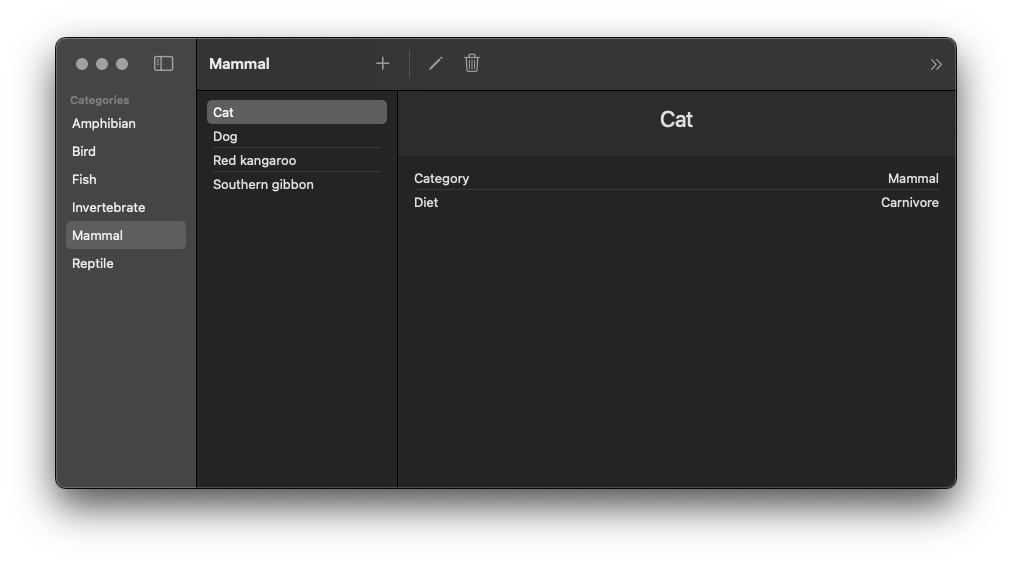 Mammal
Categories
Amphibian
Bird
Fish
Invertebrate
Mammal
Reptile
Cat
Dog
Red kangaroo
Southern gibbon
Cat
Category Mammal
Diet Carnivore